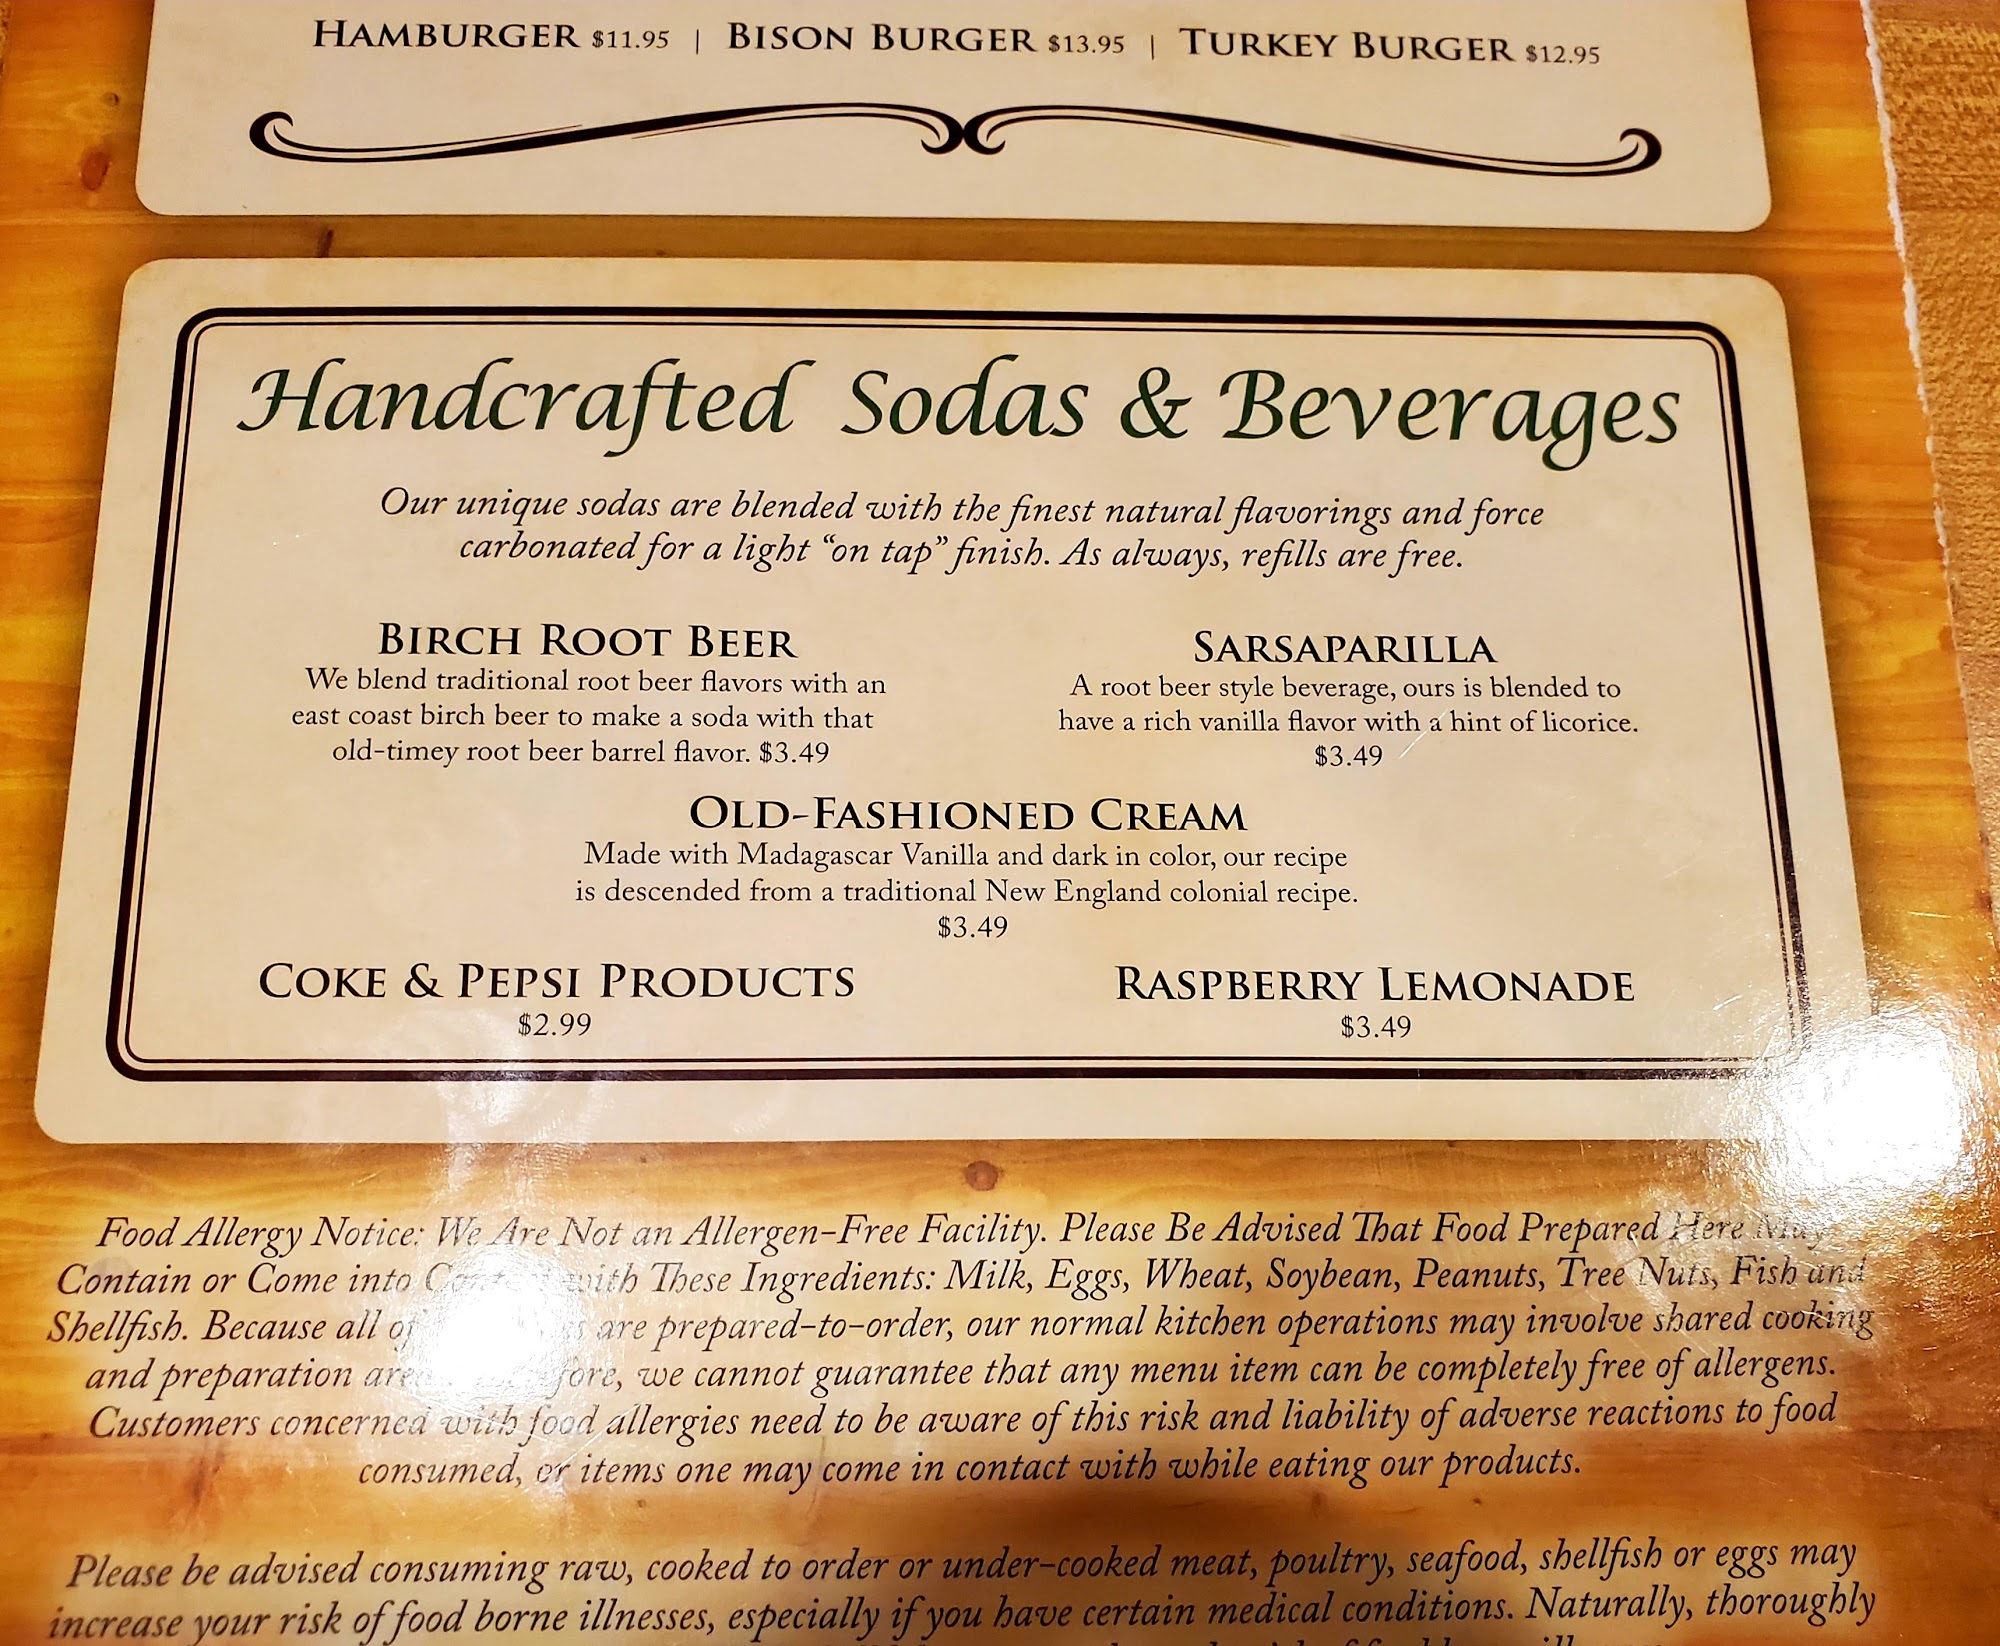 HAMBURGER $11.95 | BISON BURGER $13.95 | TURKEY BURGER $12.95
Handcrafted Sodas & Beverages
Our unique sodas are blended with the finest natural flavorings and force
carbonated for a light “on tap” finish. As always, refills are free.
BIRCH ROOT BEER
We blend traditional root beer flavors with an
east coast birch beer to make a soda with that
old-timey root beer barrel flavor. $3.49
SARSAPARILLA
A root beer style beverage, ours is blended to
have a rich vanilla flavor with a hint of licorice.
$3.49
OLD-FASHIONED CREAM
Made with Madagascar Vanilla and dark in color, our recipe
is descended from a traditional New England colonial recipe.
$3.49
COKE & PEPSI PRODUCTS
$2.99
RASPBERRY LEMONADE
$3.49
Food Allergy Notice: We Are Not an Allergen-Free Facility. Please Be Advised That Food Prepared Here May
Contain or Come into with These Ingredients: Milk, Eggs, Wheat, Soybean, Peanuts, Tree Nuts, Fish and
Shellfish. Because all of are prepared-to-order, our normal kitchen operations may involve shared cooking
and preparation we cannot guarantee that any menu item can be completely free of allergens.
Customers concerned with food allergies need to be aware of this risk and liability of adverse reactions to food
consumed, or items one may come in contact with while eating our products.
Please be advised consuming raw, cooked to order or under-cooked meat, poultry, seafood, shellfish or eggs may
increase your risk of food borne illnesses, especially if you have certain medical conditions. Naturally, thoroughly